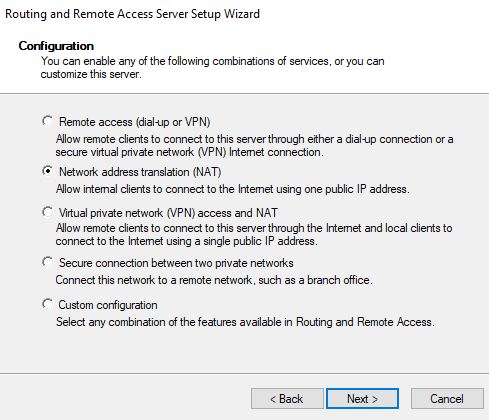 Routing and Remote Access Server Setup Wizard
Configuration
You can enable any of the following combinations of services, or you can
customize this server.
Remote access (dial-up or VPN)
Allow remote clients to connect to this server through either a dial-up connection or a
secure virtual private network (VPN) Internet connection.
Network address translation (NAT)
Allow internal clients to connect to the Internet using one public IP address.
Virtual private network (VPN) access and NAT
Allow remote clients to connect to this server through the Internet and local clients to
connect to the Internet using a single public IP address.
Secure connection between two private networks
Connect this network to a remote network, such as a branch office.
Custom configuration
Select any combination of the features available in Routing and Remote Access.
< Back Next > Cancel